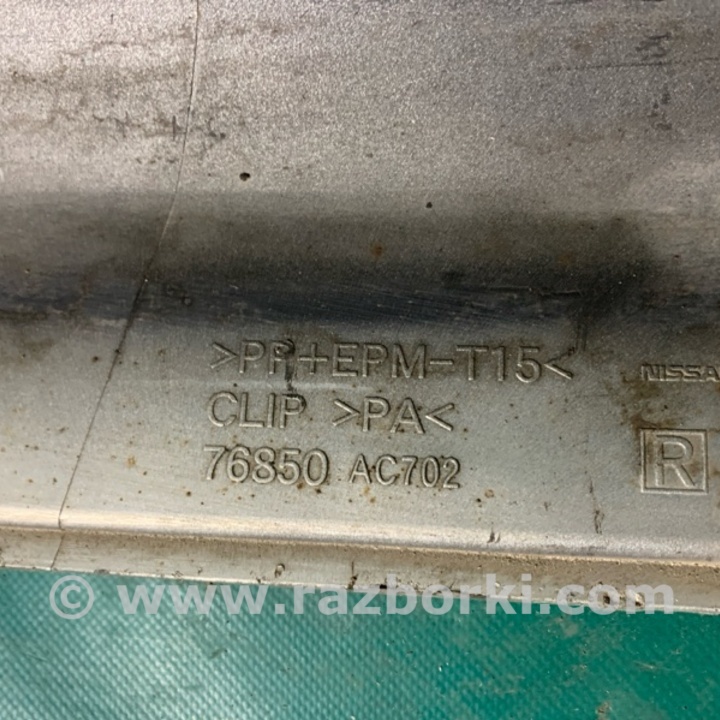 >PP+EPM-T15<
NISSA
CLIP >PA<
R
76850 AC702
© www.razborki.com